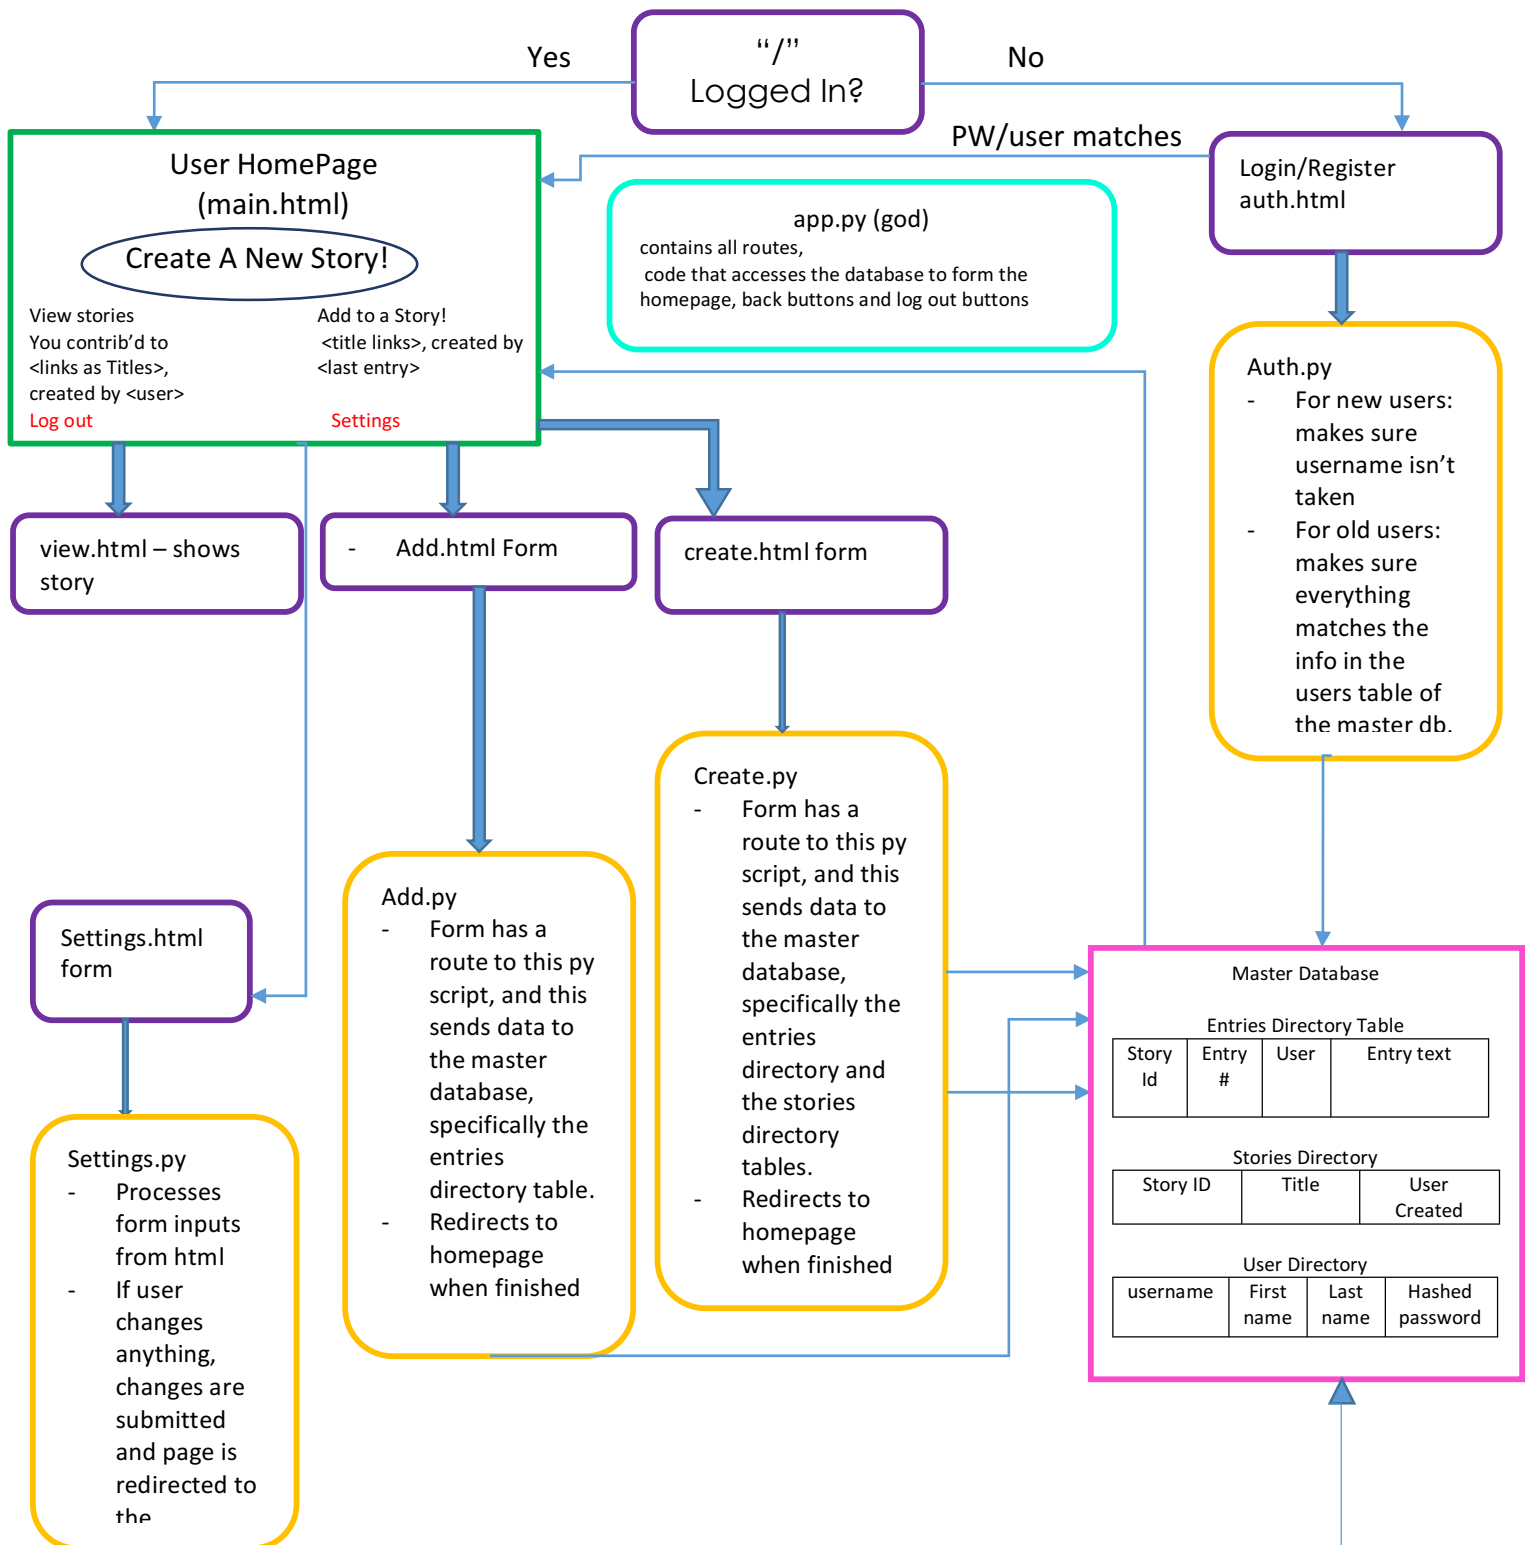 “/”
Logged In?
Yes
No
PW/user matches
User HomePage
(main.html)
Create A New Story!
View stories
You contrib’d to
<links as Titles>,
created by <user>
Log out
Add to a Story!
<title links>, created by
<last entry>
Settings
app.py (god)
contains all routes,
code that accesses the database to form the
homepage, back buttons and log out buttons
Login/Register
auth.html
Auth.py
- For new users:
makes sure
username isn’t
taken
- For old users:
makes sure
everything
matches the
info in the
users table of
the master db.
view.html – shows
story
- Add.html Form
create.html form
Create.py
- Form has a
route to this py
script, and this
sends data to
the master
database,
specifically the
entries
directory and
the stories
directory
tables.
- Redirects to
homepage
when finished
Add.py
- Form has a
route to this py
script, and this
sends data to
the master
database,
specifically the
entries
directory table.
- Redirects to
homepage
when finished
Settings.html
form
Settings.py
- Processes
form inputs
from html
- If user
changes
anything,
changes are
submitted
and page is
redirected to
the
Master Database
Entries Directory Table
Story Id
Entry #
User
Entry text
Stories Directory
Story ID
Title
User Created
User Directory
username
First name
Last name
Hashed password